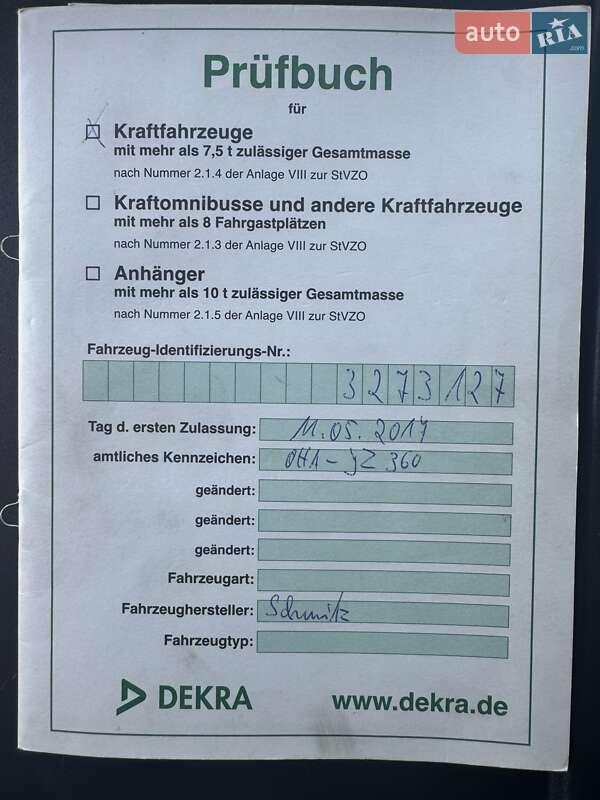 auto RIA .com
Prüfbuch
für
Kraftfahrzeuge
mit mehr als 7,5 t zulässiger Gesamtmasse
nach Nummer 2.1.4 der Anlage VIII zur StVZO
Kraftomnibusse und andere Kraftfahrzeuge
mit mehr als 8 Fahrgastplätzen
nach Nummer 2.1.3 der Anlage VIII zur StVZO
Anhänger
mit mehr als 10 t zulässiger Gesamtmasse
nach Nummer 2.1.5 der Anlage VIII zur StVZO
Fahrzeug-Identifizierungs-Nr.:
3273127
Tag d. ersten Zulassung: 11.05.2017
amtliches Kennzeichen: OHA-JZ 360
geändert:
geändert:
geändert:
Fahrzeugart:
Fahrzeughersteller: Schmitz
Fahrzeugtyp:
DEKRA www.dekra.de